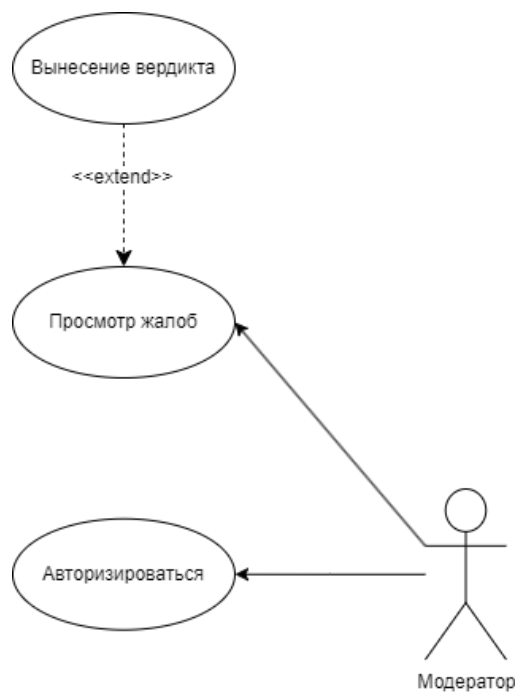 Вынесение вердикта
<<extend>>
Просмотр жалоб
Авторизироваться
Модератор